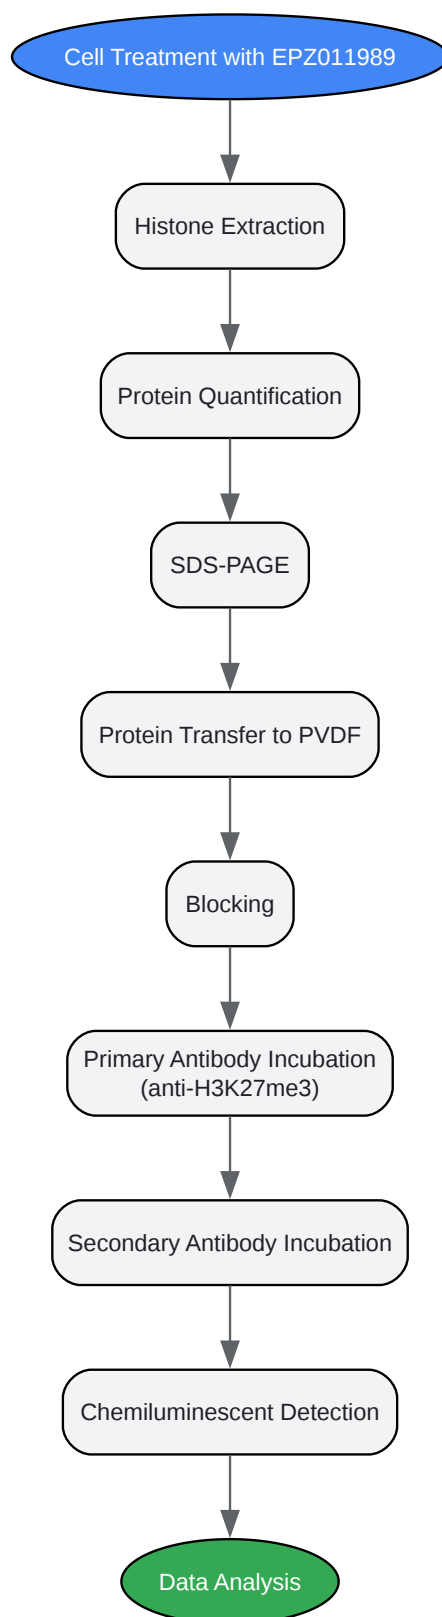 Cell Treatment with EPZ011989
Histone Extraction
Protein Quantification
SDS-PAGE
Protein Transfer to PVDF
Blocking
Primary Antibody Incubation
(anti-H3K27me3)
Secondary Antibody Incubation
Chemiluminescent Detection
Data Analysis